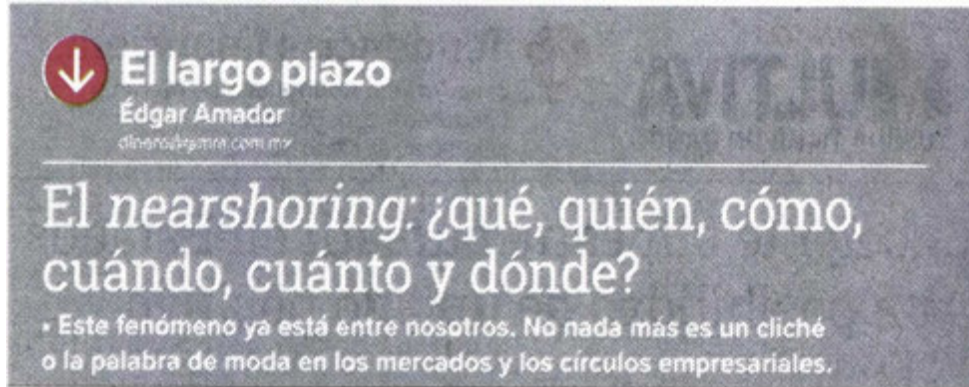 El largo plazo
Édgar Amador
El nearshoring: ¿qué, quién, cómo,
cuándo, cuánto y dónde?
• Este fenómeno ya está entre nosotros. No nada más es un cliché
o la palabra de moda en los mercados y los círculos empresariales.